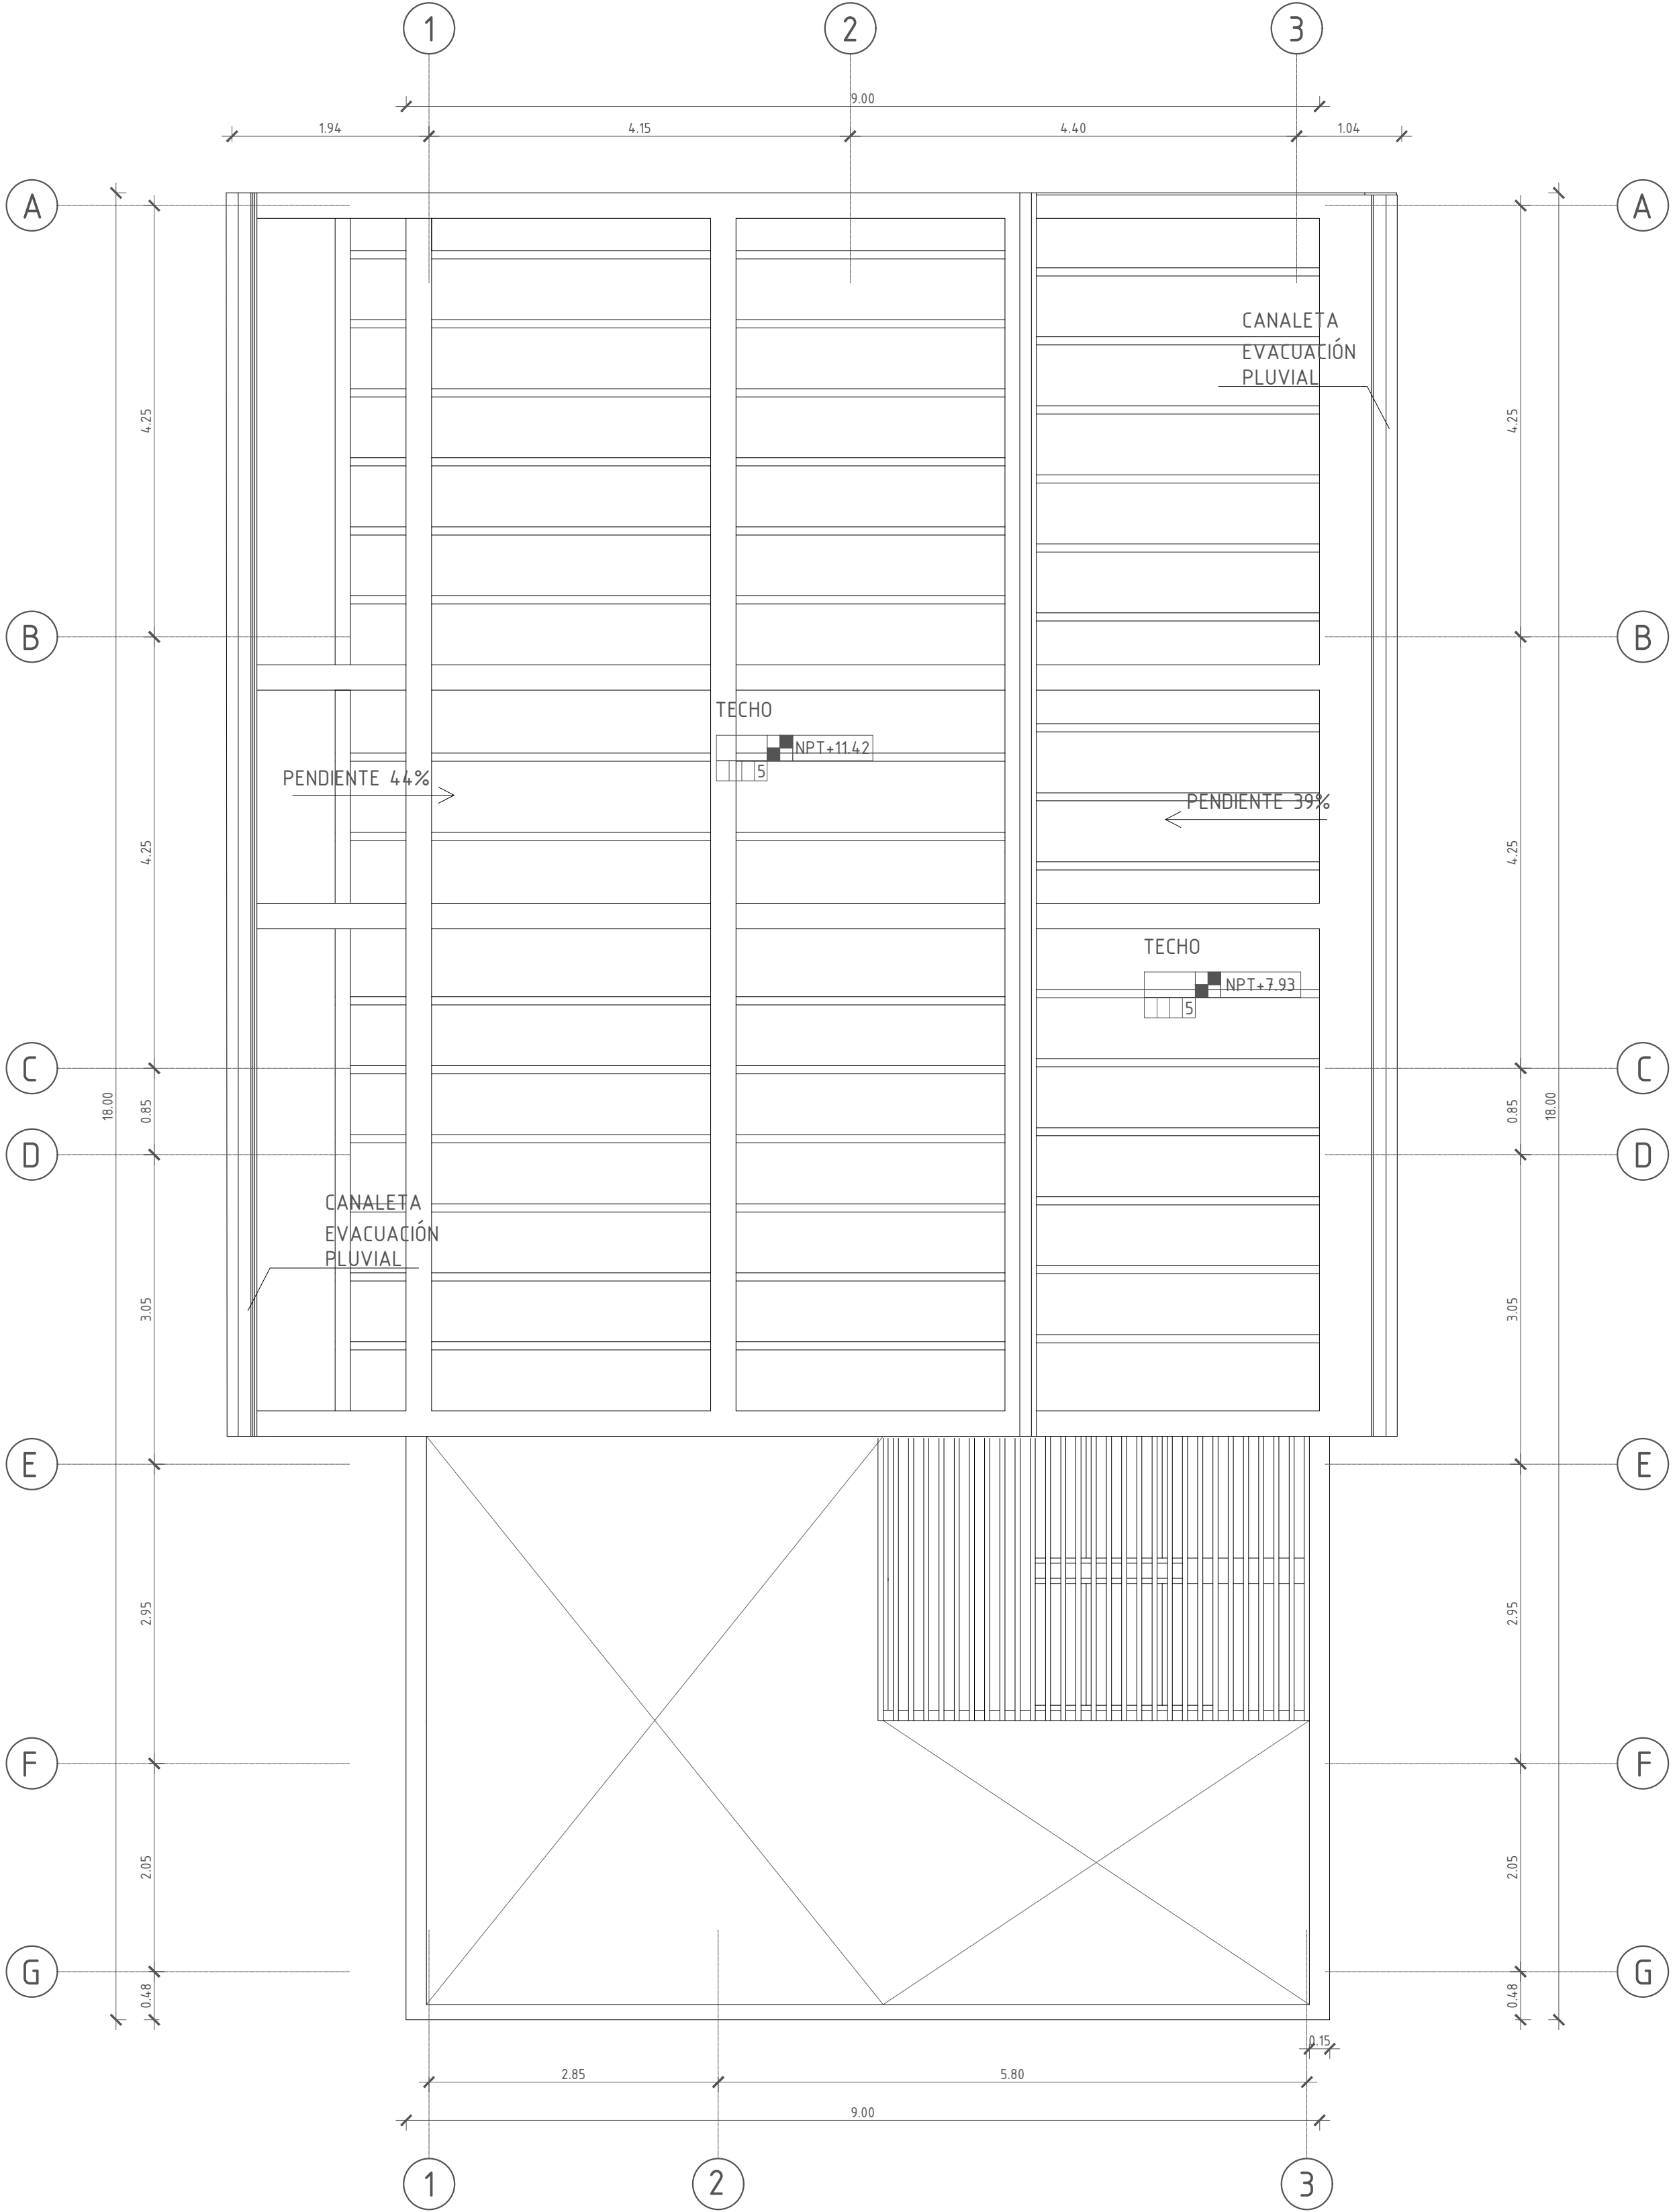 1
2
3
9.00
1.94
4.15
4.40
1.04
A
A
CANALETA
EVACUACIÓN
PLUVIAL
4.25
4.25
B
B
TECHO
NPT+11.42
5
PENDIENTE 44%
PENDIENTE 39%
4.25
4.25
TECHO
NPT+7.93
5
C
C
18.00
0.85
0.85
18.00
D
D
CANALETA
EVACUACIÓN
PLUVIAL
3.05
3.05
E
E
2.95
2.95
F
F
2.05
2.05
G
G
0.48
0.48
0.15
2.85
5.80
9.00
1
2
3